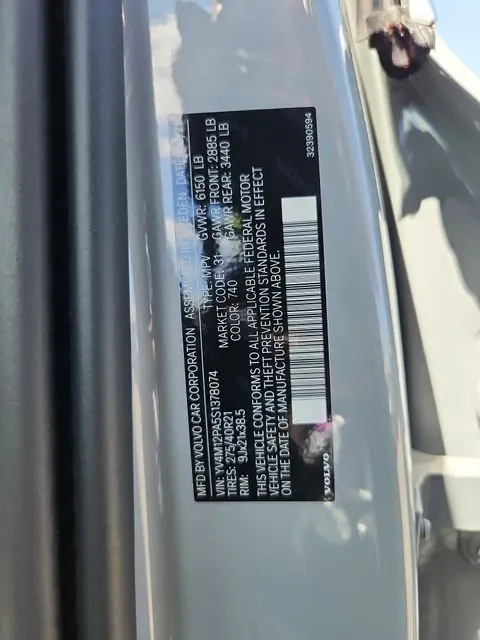 MFD BY VOLVO CAR CORPORATION ASSEMBLED IN SWEDEN. DATE
VIN: YV4M12PA5S1378074 TYPE: MPV GVWR: 6150 LB
TIRES: 275/40R21 MARKET CODE: 31 GAWR FRONT: 2885 LB
RIM: 9Jx21x38.5 COLOR: 740 GAWR REAR: 3440 LB
THIS VEHICLE CONFORMS TO ALL APPLICABLE FEDERAL MOTOR
VEHICLE SAFETY AND THEFT PREVENTION STANDARDS IN EFFECT
ON THE DATE OF MANUFACTURE SHOWN ABOVE.
VOLVO 32390594